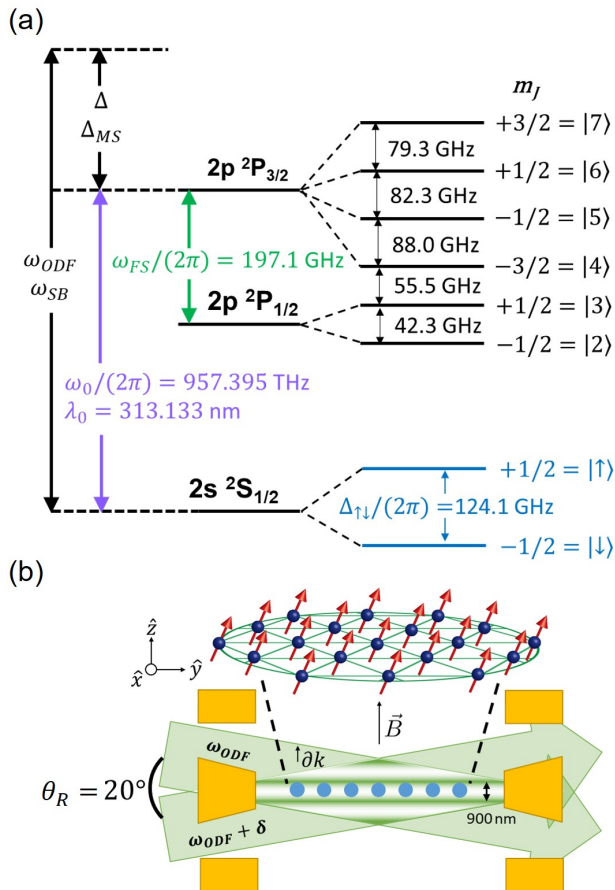 (a)
m_J
Δ
Δ_MS
+3/2 = |7⟩
79.3 GHz
2p ²P_3/2
+1/2 = |6⟩
82.3 GHz
−1/2 = |5⟩
ω_ODF
ω_SB
ω_FS/(2π) = 197.1 GHz
88.0 GHz
−3/2 = |4⟩
55.5 GHz
2p ²P_1/2
+1/2 = |3⟩
42.3 GHz
−1/2 = |2⟩
ω_0/(2π) = 957.395 THz
λ_0 = 313.133 nm
2s ²S_1/2
+1/2 = |↑⟩
Δ_↑↓/(2π) = 124.1 GHz
−1/2 = |↓⟩
(b)
ẑ
x̂
ŷ
B⃗
ω_ODF
∂k
θ_R = 20°
900 nm
ω_ODF + δ